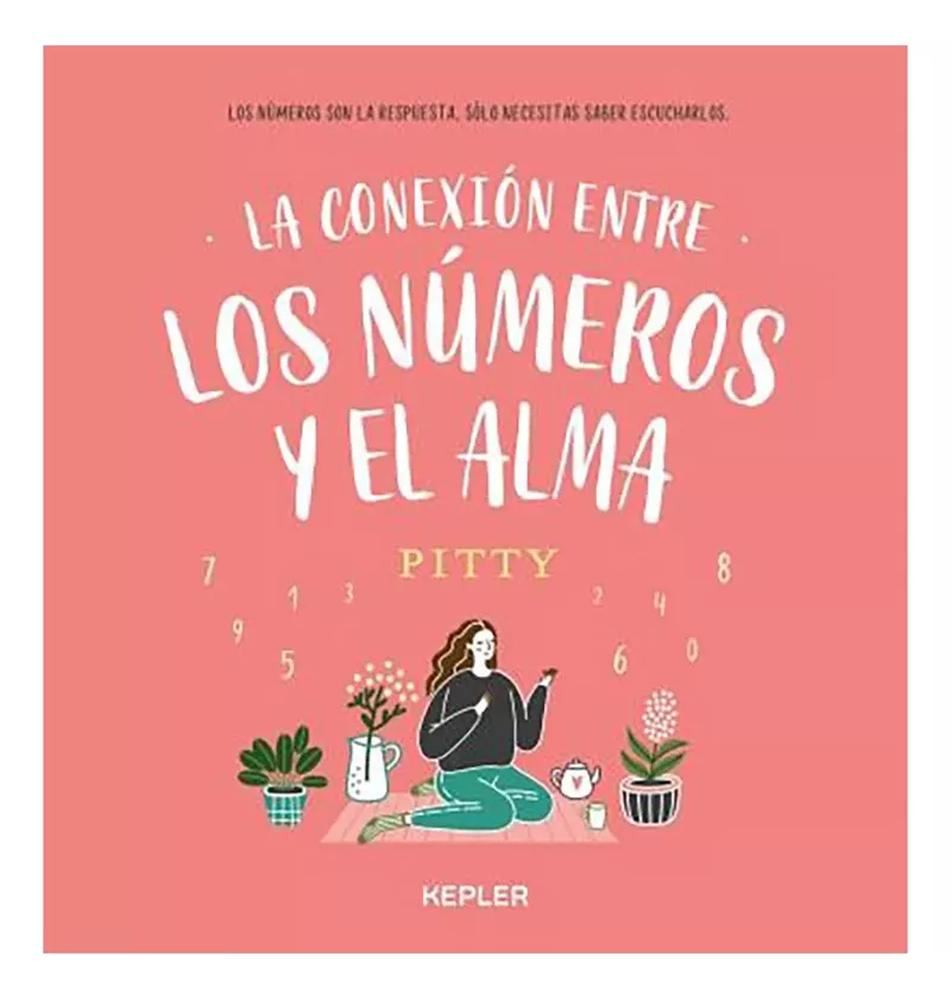 LOS NÚMEROS SON LA RESPUESTA. SÓLO NECESITAS SABER ESCUCHARLOS.
· LA CONEXIÓN ENTRE ·
LOS NÚMEROS
Y EL ALMA
PITTY
7 1 3 2 4 8
9 5 6 0
KEPLER